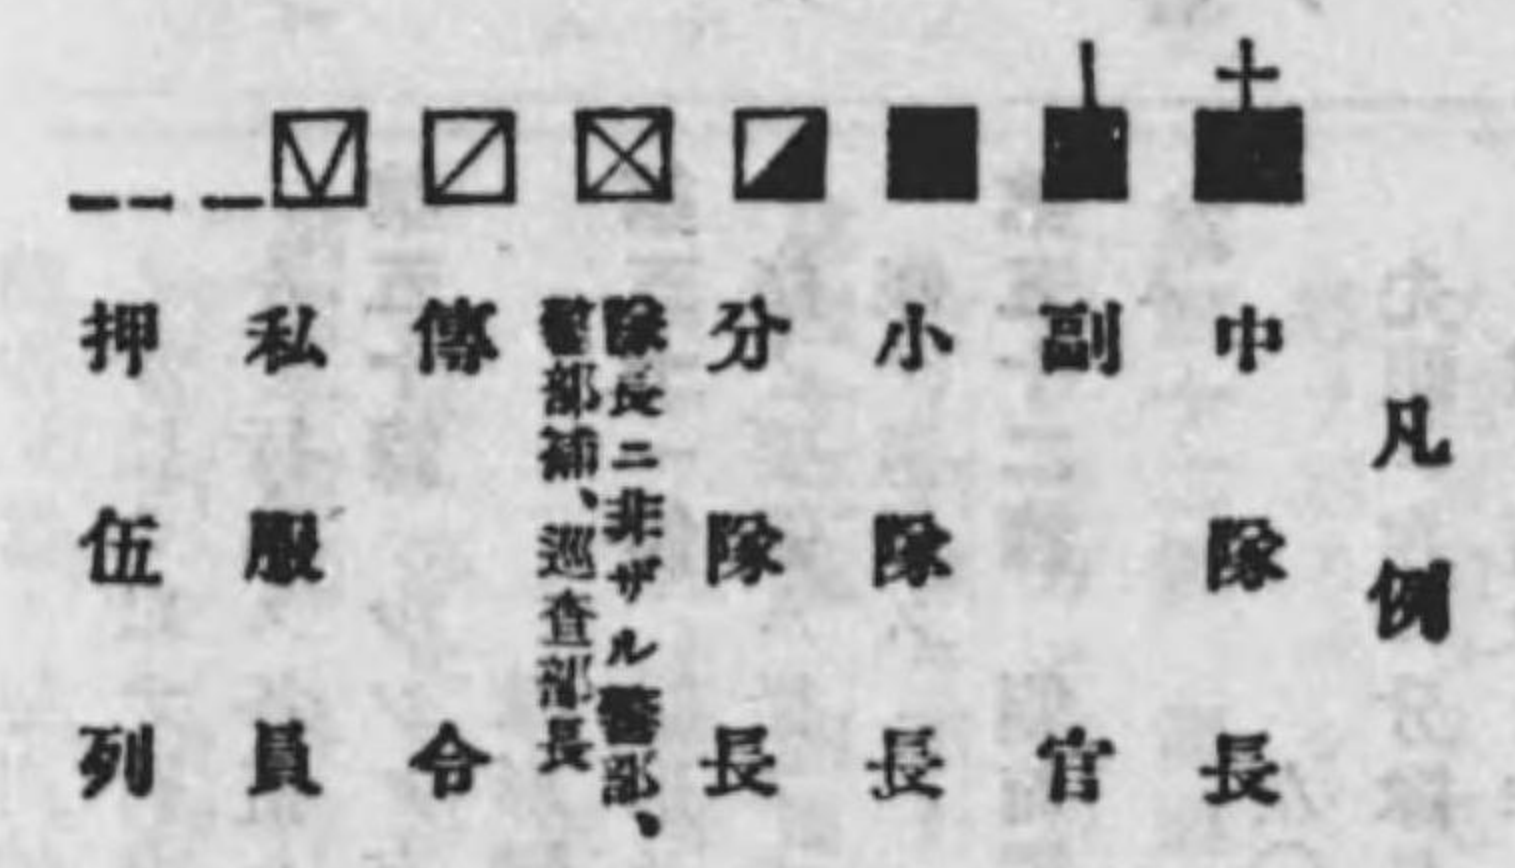 凡例
中隊長
副官
小隊長
分隊長
隊長ニ非ザル警部、
警部補、巡査部長
傳令
私服員
押伍列